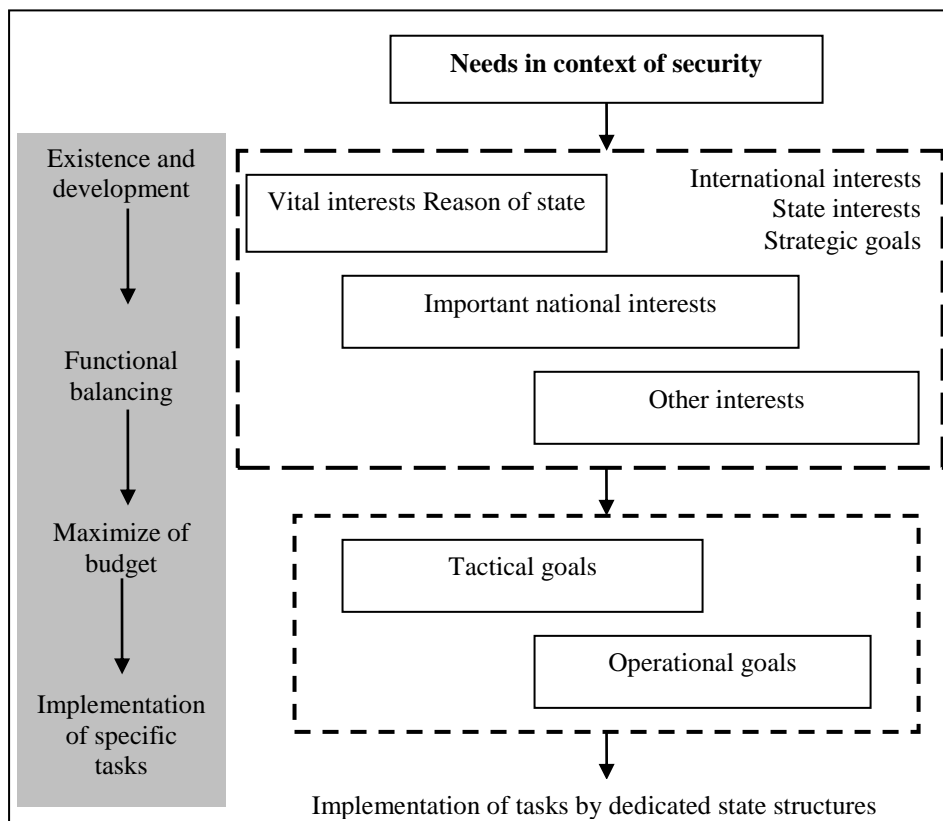 Needs in context of security
Existence and
development
Functional
balancing
Maximize of
budget
Implementation
of specific
tasks
International interests
State interests
Strategic goals
Vital interests Reason of state
Important national interests
Other interests
Tactical goals
Operational goals
Implementation of tasks by dedicated state structures